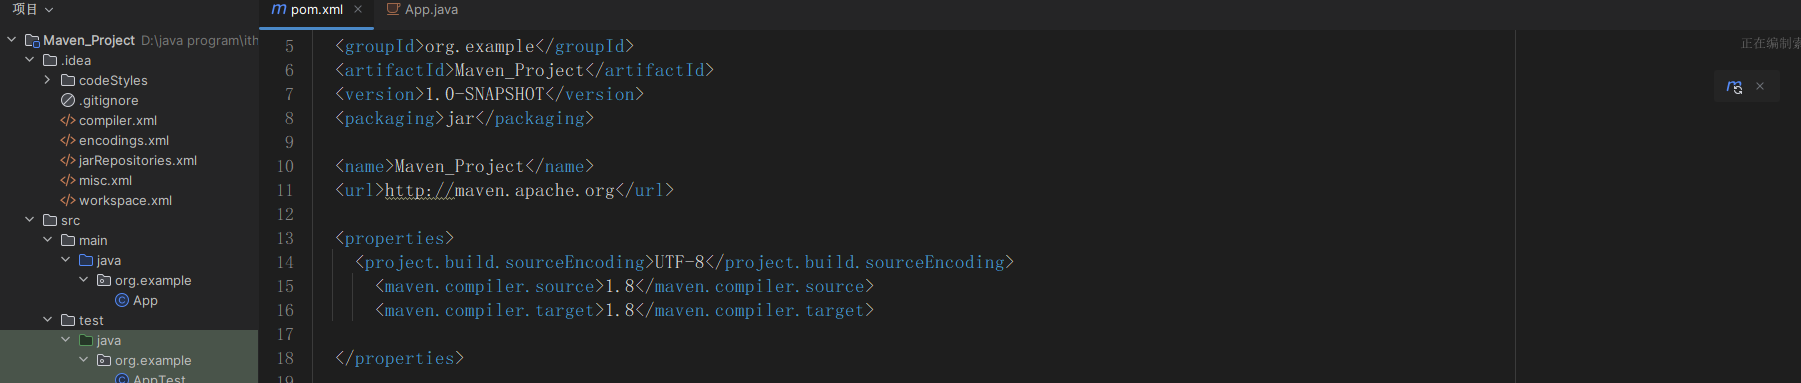 项目
pom.xml
App.java
Maven_Project D:\java program\ith
.idea
codeStyles
.gitignore
compiler.xml
encodings.xml
jarRepositories.xml
misc.xml
workspace.xml
src
main
java
org.example
App
test
java
org.example
AppTest
5 <groupId>org.example</groupId>
6 <artifactId>Maven_Project</artifactId>
7 <version>1.0-SNAPSHOT</version>
8 <packaging>jar</packaging>
9
10 <name>Maven_Project</name>
11 <url>http://maven.apache.org</url>
12
13 <properties>
14 <project.build.sourceEncoding>UTF-8</project.build.sourceEncoding>
15 <maven.compiler.source>1.8</maven.compiler.source>
16 <maven.compiler.target>1.8</maven.compiler.target>
17
18 </properties>
19
正在编制索